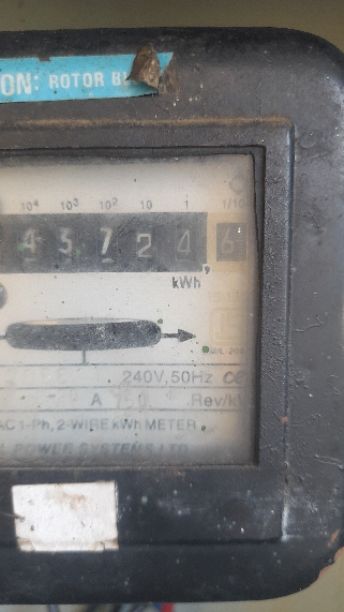 ON: ROTOR B
10⁴ 10³ 10² 10 1 1/10
4 5 7 2 4 6
kWh
240V, 50Hz
A Rev/k
AC 1-Ph, 2-WIRE kWh METER
POWER SYSTEMS LTD